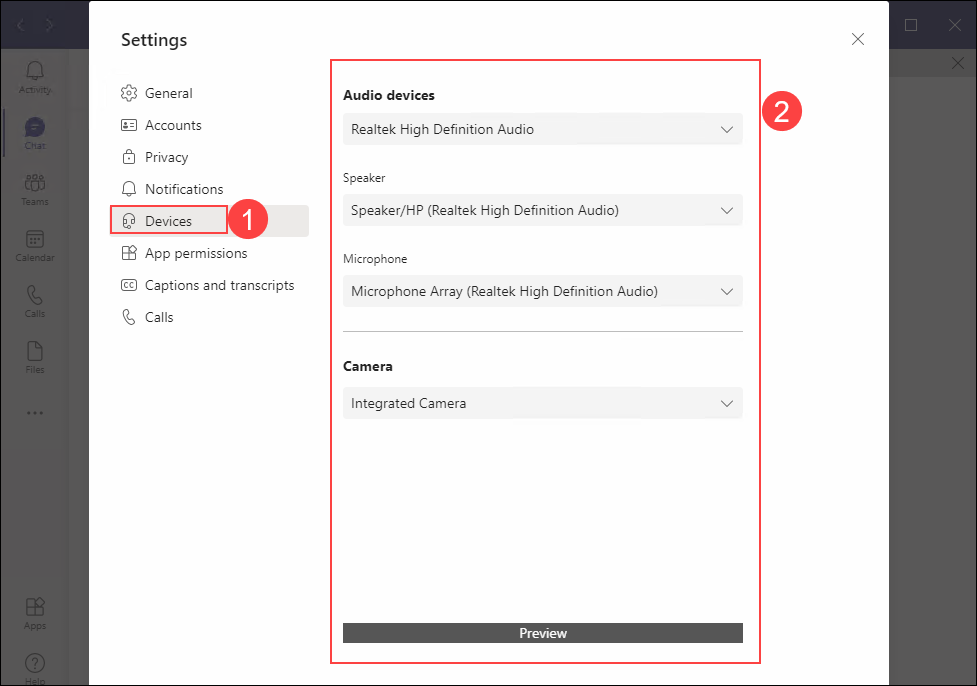 Settings
Activity
Chat
Teams
Calendar
Calls
Files
Apps
Help
General
Accounts
Privacy
Notifications
Devices
1
App permissions
CC
Captions and transcripts
Calls
2
Audio devices
Realtek High Definition Audio
Speaker
Speaker/HP (Realtek High Definition Audio)
Microphone
Microphone Array (Realtek High Definition Audio)
Camera
Integrated Camera
Preview